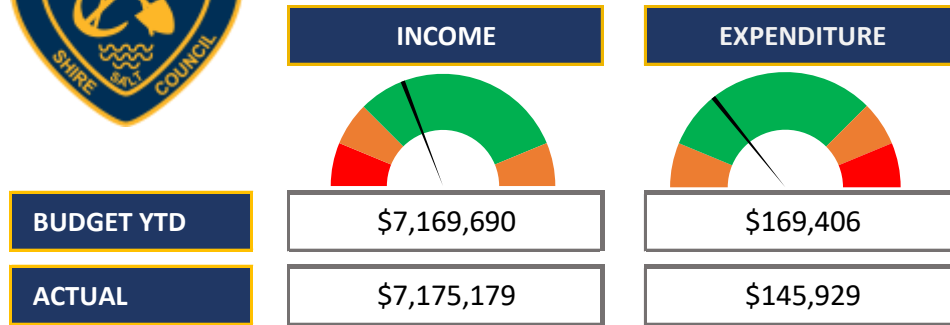 SHIRE SALT COUNCIL
INCOME EXPENDITURE
BUDGET YTD $7,169,690 $169,406
ACTUAL $7,175,179 $145,929